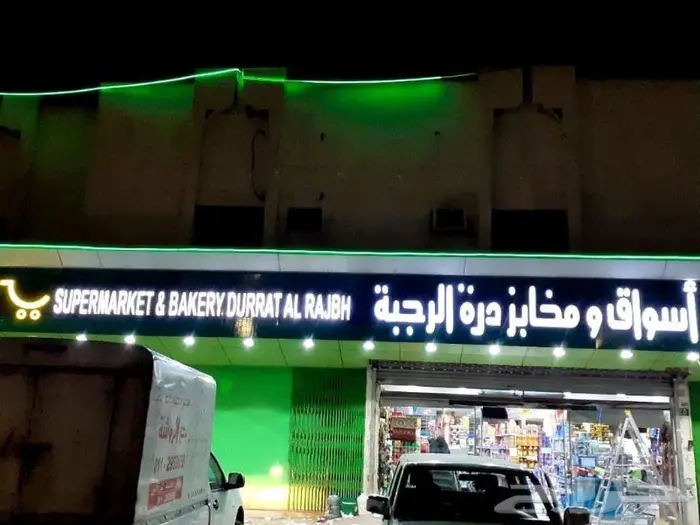 SUPERMARKET & BAKERY. DURRAT AL RAJBH
أسواق و مخابز درة الرجبة